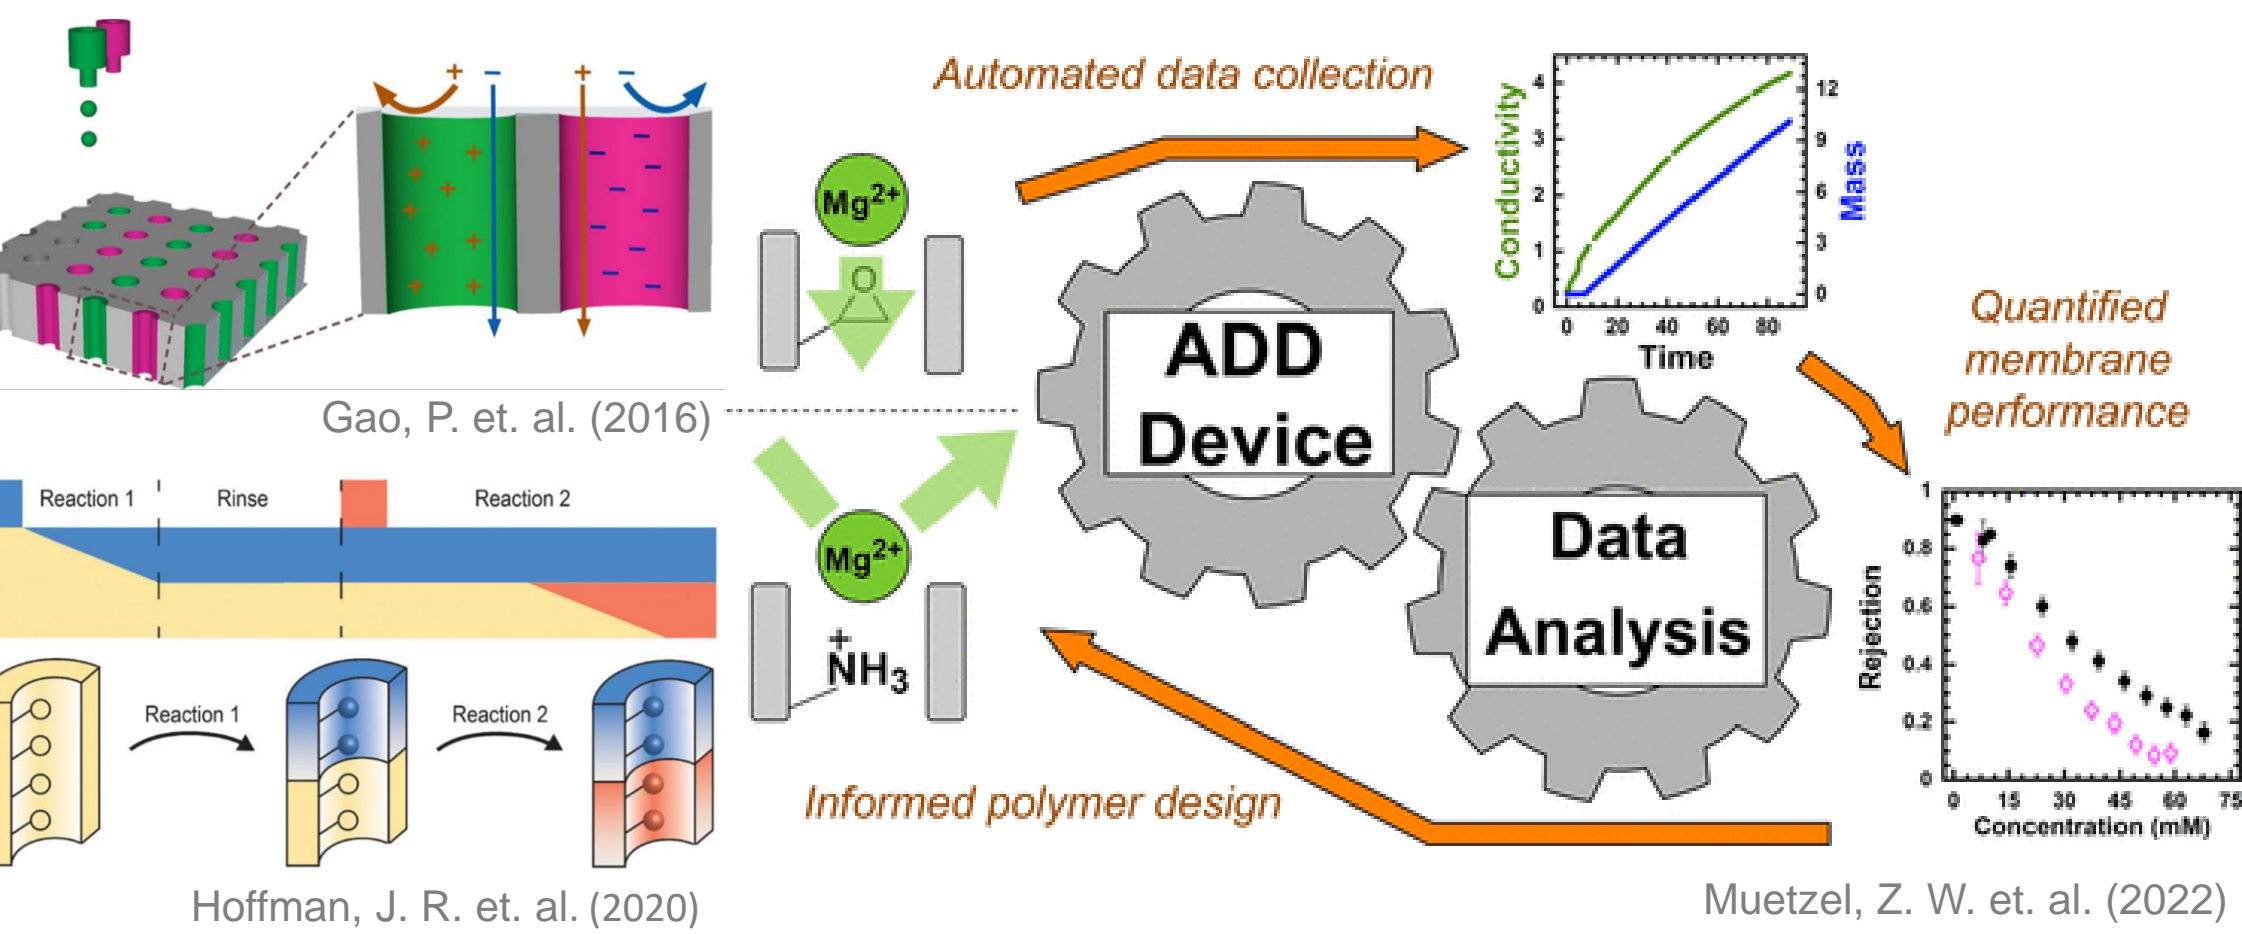 + − + −
+ +
+
+
+
+ +
+ +
− − − − − − − −
Gao, P. et. al. (2016)
Reaction 1
Rinse
Reaction 2
Reaction 1
Reaction 2
Hoffman, J. R. et. al. (2020)
Automated data collection
Mg2+
O
Mg2+
+
NH3
ADD
Device
Data
Analysis
Informed polymer design
Conductivity
4
3
2
1
0
12
9
6
3
0
Mass
0 20 40 60 80
Time
Quantified
membrane
performance
Rejection
1
0.8
0.6
0.4
0.2
0
0 15 30 45 60 75
Concentration (mM)
Muetzel, Z. W. et. al. (2022)